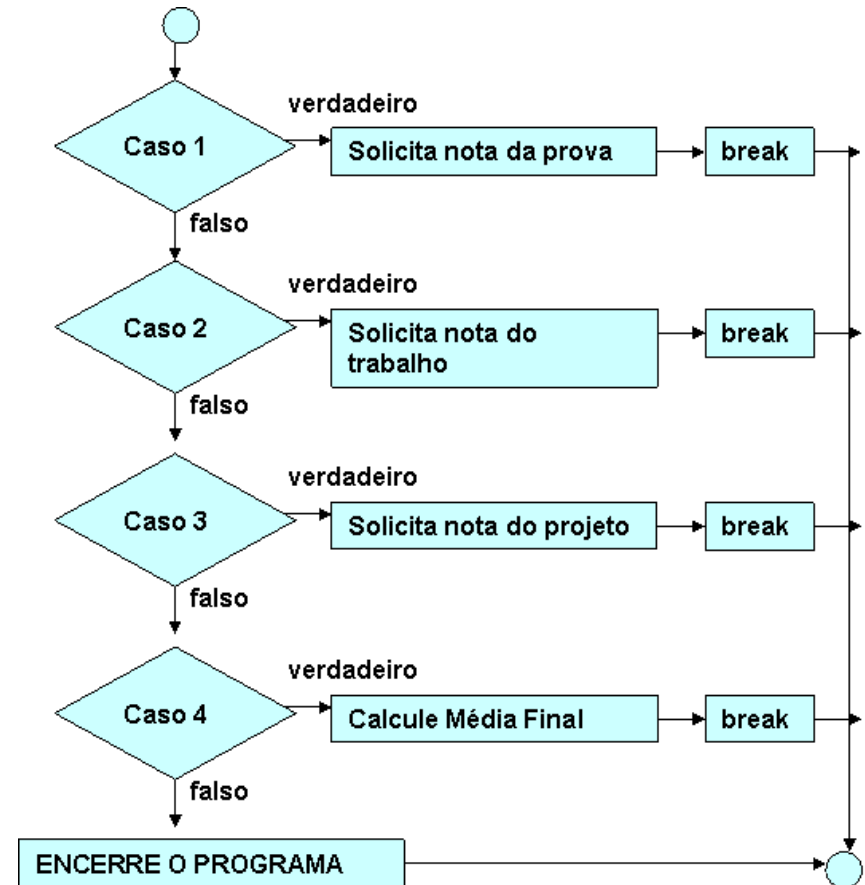 verdadeiro
Caso 1
Solicita nota da prova
break
falso
verdadeiro
Caso 2
Solicita nota do
trabalho
break
falso
verdadeiro
Caso 3
Solicita nota do projeto
break
falso
verdadeiro
Caso 4
Calcule Média Final
break
falso
ENCERRE O PROGRAMA